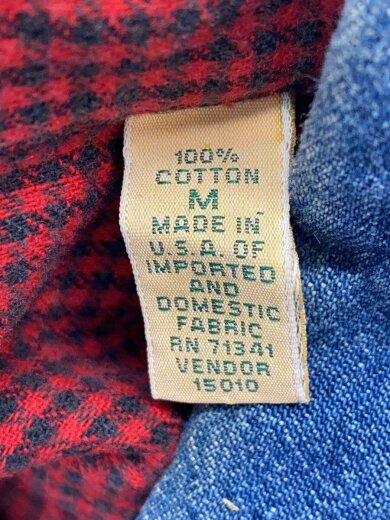 100%
COTTON
M
MADE IN
U.S.A. OF
IMPORTED
AND
DOMESTIC
FABRIC
RN 71341
VENDOR
15010